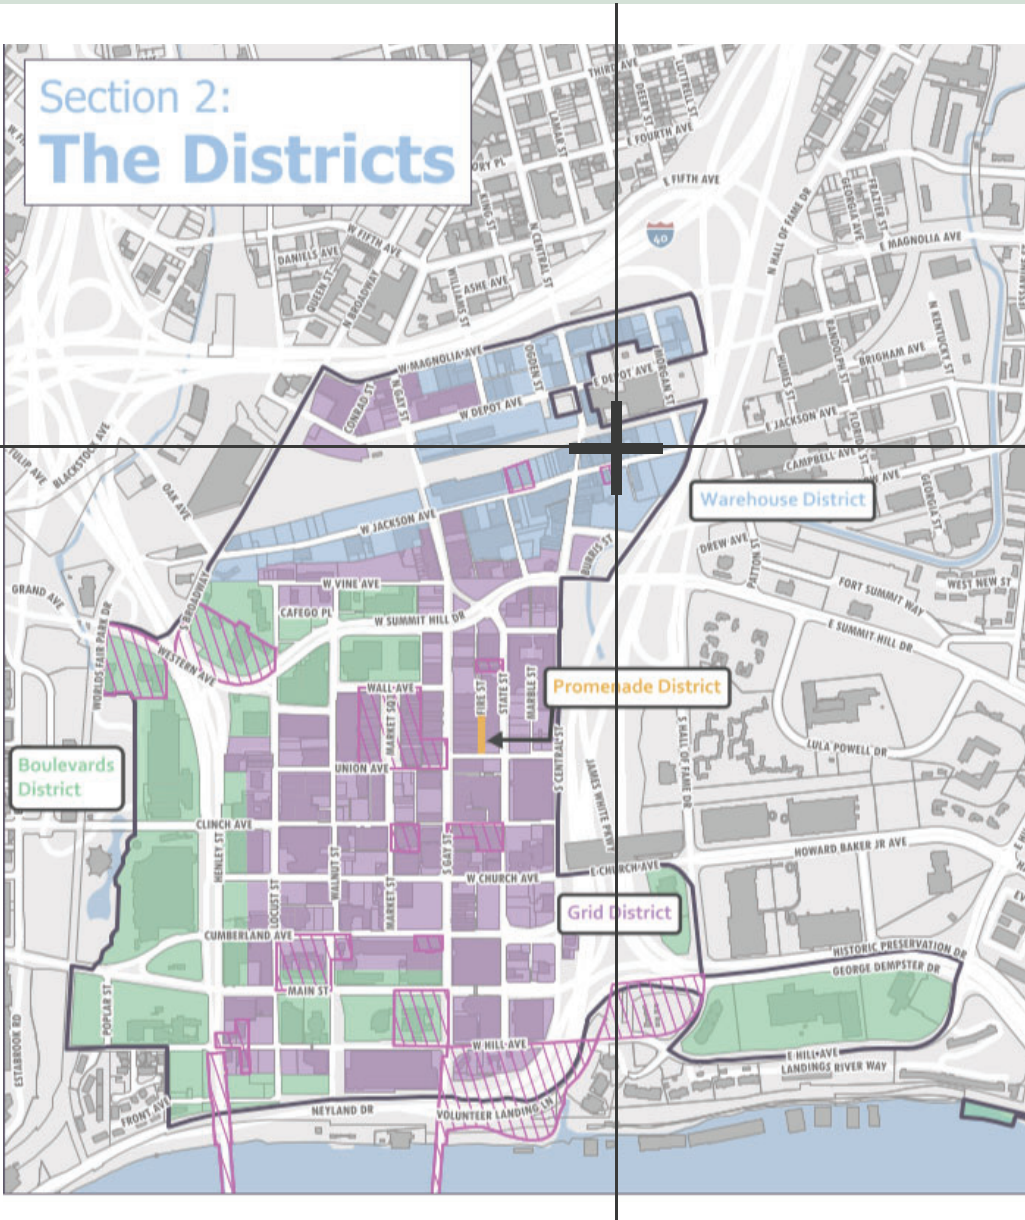 Section 2:
The Districts
THIRD AVE
LUTTRELL ST
DEERY ST
LAMAR ST
E FOURTH AVE
ORY PL
KING ST
E FIFTH AVE
40
N HALL OF FAME DR
GEORGIA AVE
FRAZIER ST
E MAGNOLIA AVE
W FIFTH AVE
DANIELS AVE
QUEEN ST
N BROADWAY
N CENTRAL ST
WILLIAMS ST
ASHE AVE
N KENTUCKY ST
RANDOLPH ST
HUMES ST
W MAGNOLIA AVE
OGDEN ST
E DEPOT AVE
MORGAN ST
CONRAD ST
N GAY ST
W DEPOT AVE
E JACKSON AVE
TULIP AVE
BLACKSTOCK AVE
CAMPBELL AVE
GEORGIA ST
OAK AVE
Warehouse District
W JACKSON AVE
DREW AVE
PATTON ST
BURRIS ST
WEST NEW ST
FORT SUMMIT WAY
GRAND AVE
W VINE AVE
S BROADWAY
CAFEGO PL
W SUMMIT HILL DR
E SUMMIT HILL DR
WORLDS FAIR PARK DR
WESTERN AVE
WALL AVE
MARKET SQ
FIRE ST
STATE ST
MARBLE ST
Promenade District
S HALL OF FAME DR
LULA POWELL DR
S CENTRAL ST
JAMES WHITE PKWY
Boulevards
District
UNION AVE
CLINCH AVE
HENLEY ST
WALNUT ST
S GAY ST
HOWARD BAKER JR AVE
E CHURCH AVE
W CHURCH AVE
LOCUST ST
MARKET ST
Grid District
CUMBERLAND AVE
HISTORIC PRESERVATION DR
GEORGE DEMPSTER DR
MAIN ST
POPLAR ST
ESTABROOK RD
W HILL AVE
E HILL AVE
LANDINGS RIVER WAY
FRONT AVE
NEYLAND DR
VOLUNTEER LANDING LN